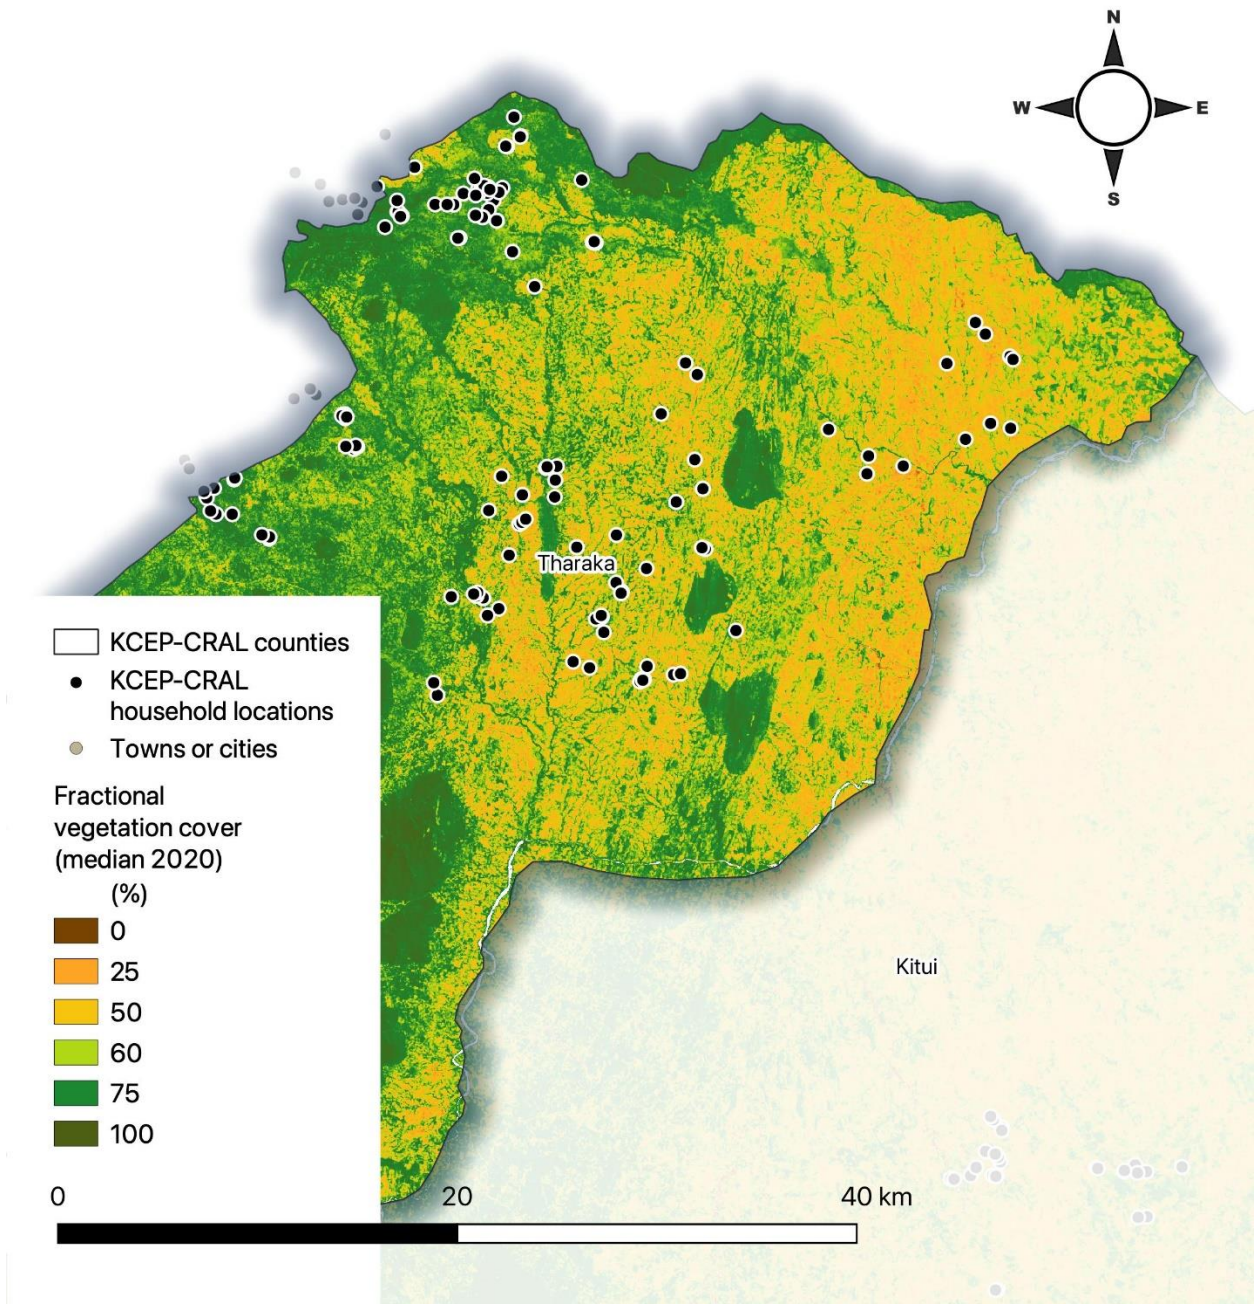 N
W
E
S
Tharaka
KCEP-CRAL counties
KCEP-CRAL
household locations
Towns or cities
Fractional
vegetation cover
(median 2020)
(%)
0
25
50
60
75
100
Kitui
0 20 40 km